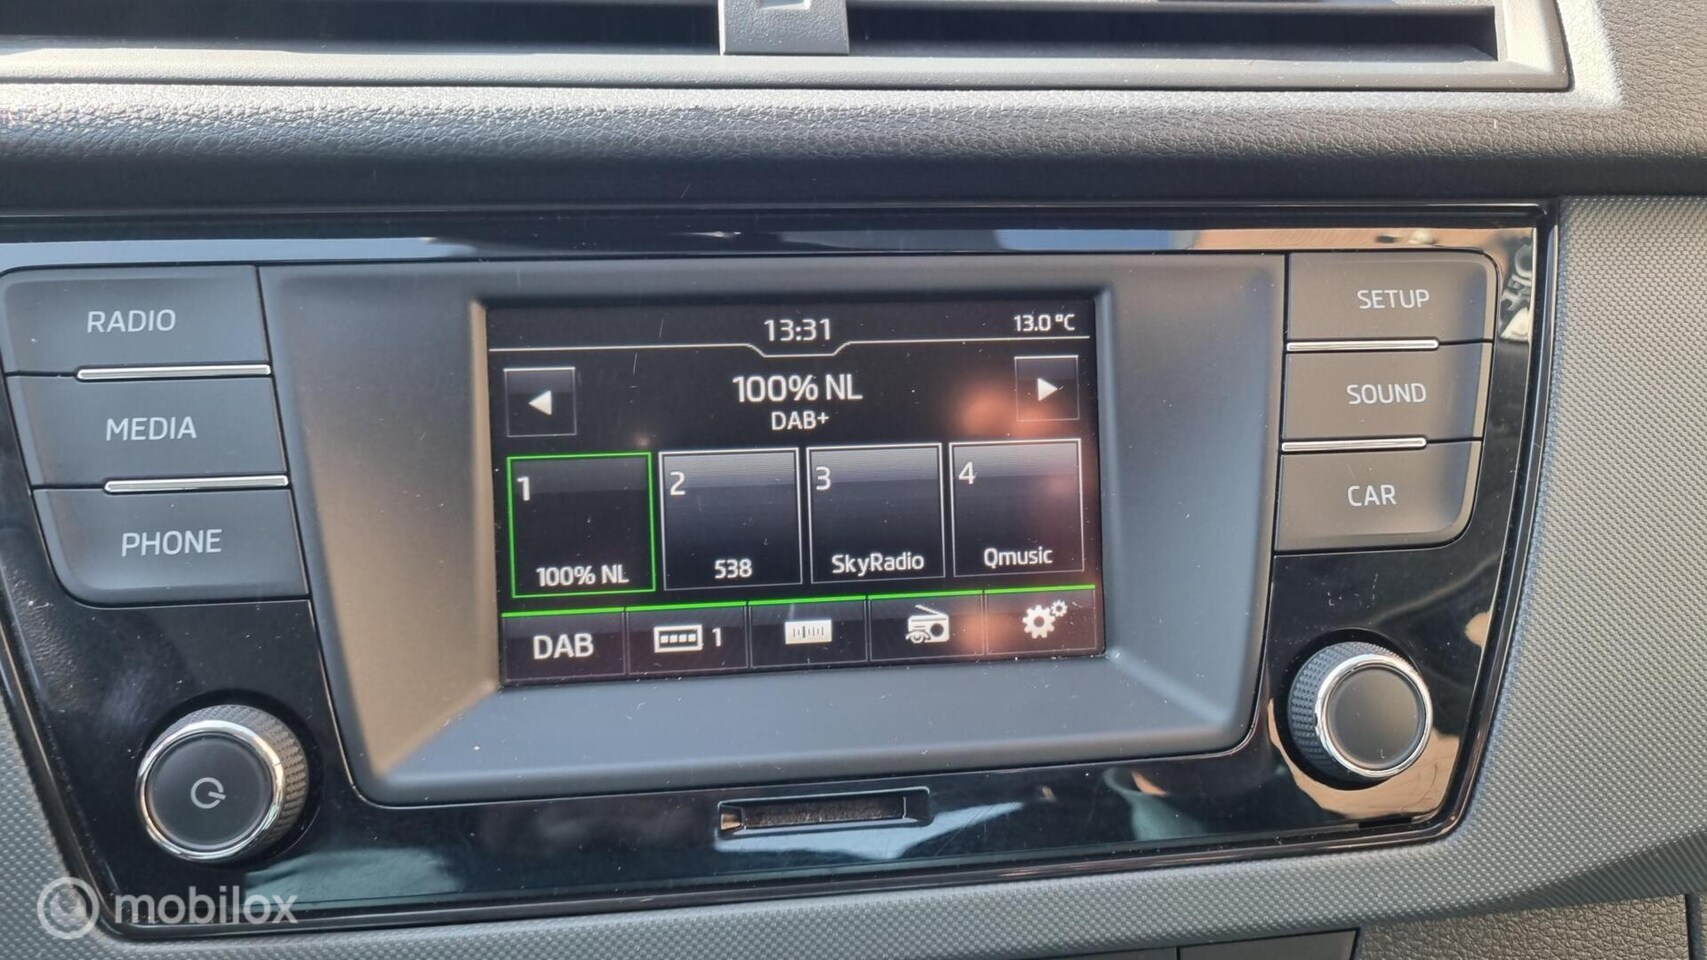 RADIO
MEDIA
PHONE
13:31
13.0 °C
100% NL
DAB+
1
100% NL
2
538
3
SkyRadio
4
Qmusic
DAB
1
SETUP
SOUND
CAR
mobilox